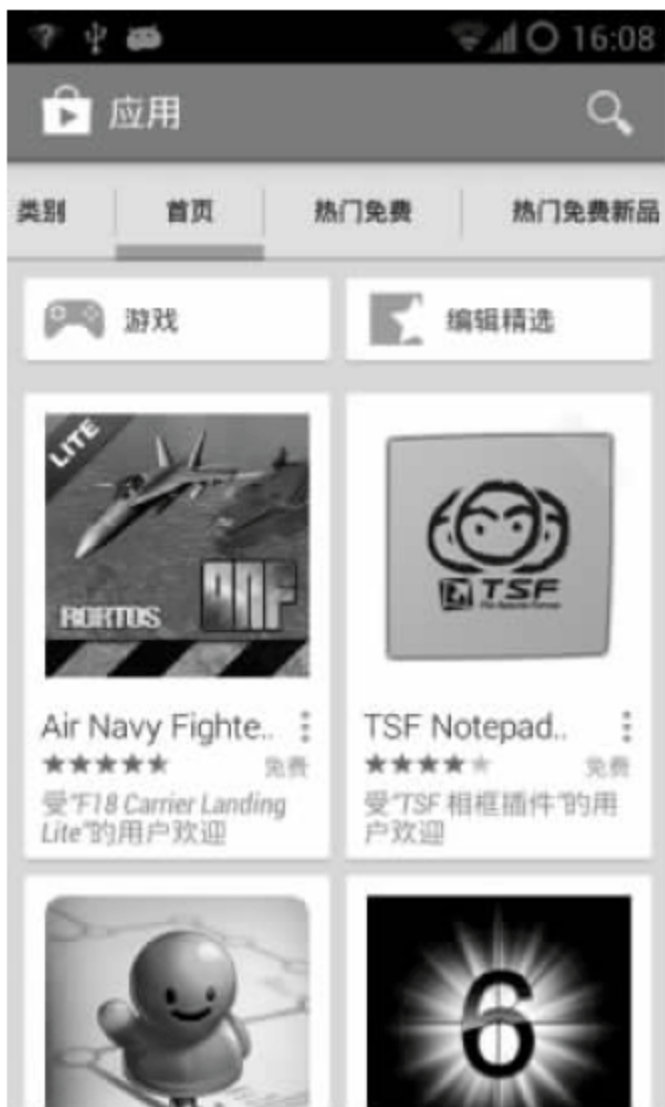 16:08
应用
类别
首页
热门免费
热门免费新品
游戏
编辑精选
LITE
RORTOS
ANF
TSF
Air Navy Fighte..
免费
受“F18 Carrier Landing
Lite”的用户欢迎
TSF Notepad..
免费
受“TSF 相框插件”的用
户欢迎
6